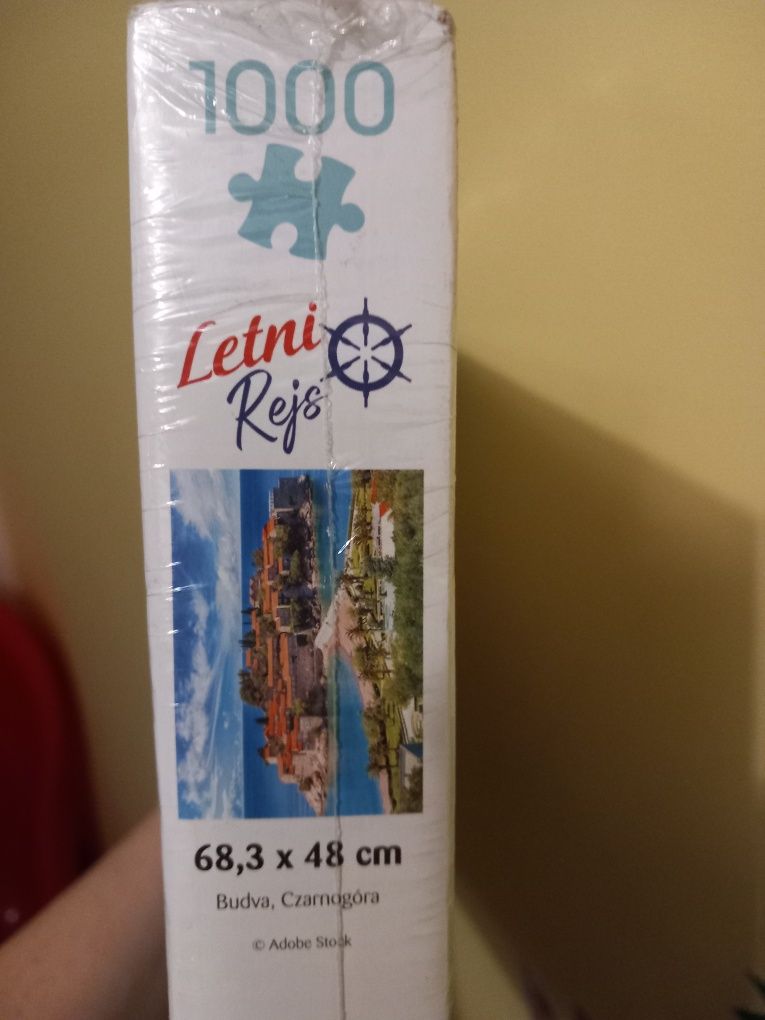 1000
Letni
Rejs
68,3 x 48 cm
Budva, Czarnogóra
© Adobe Stock